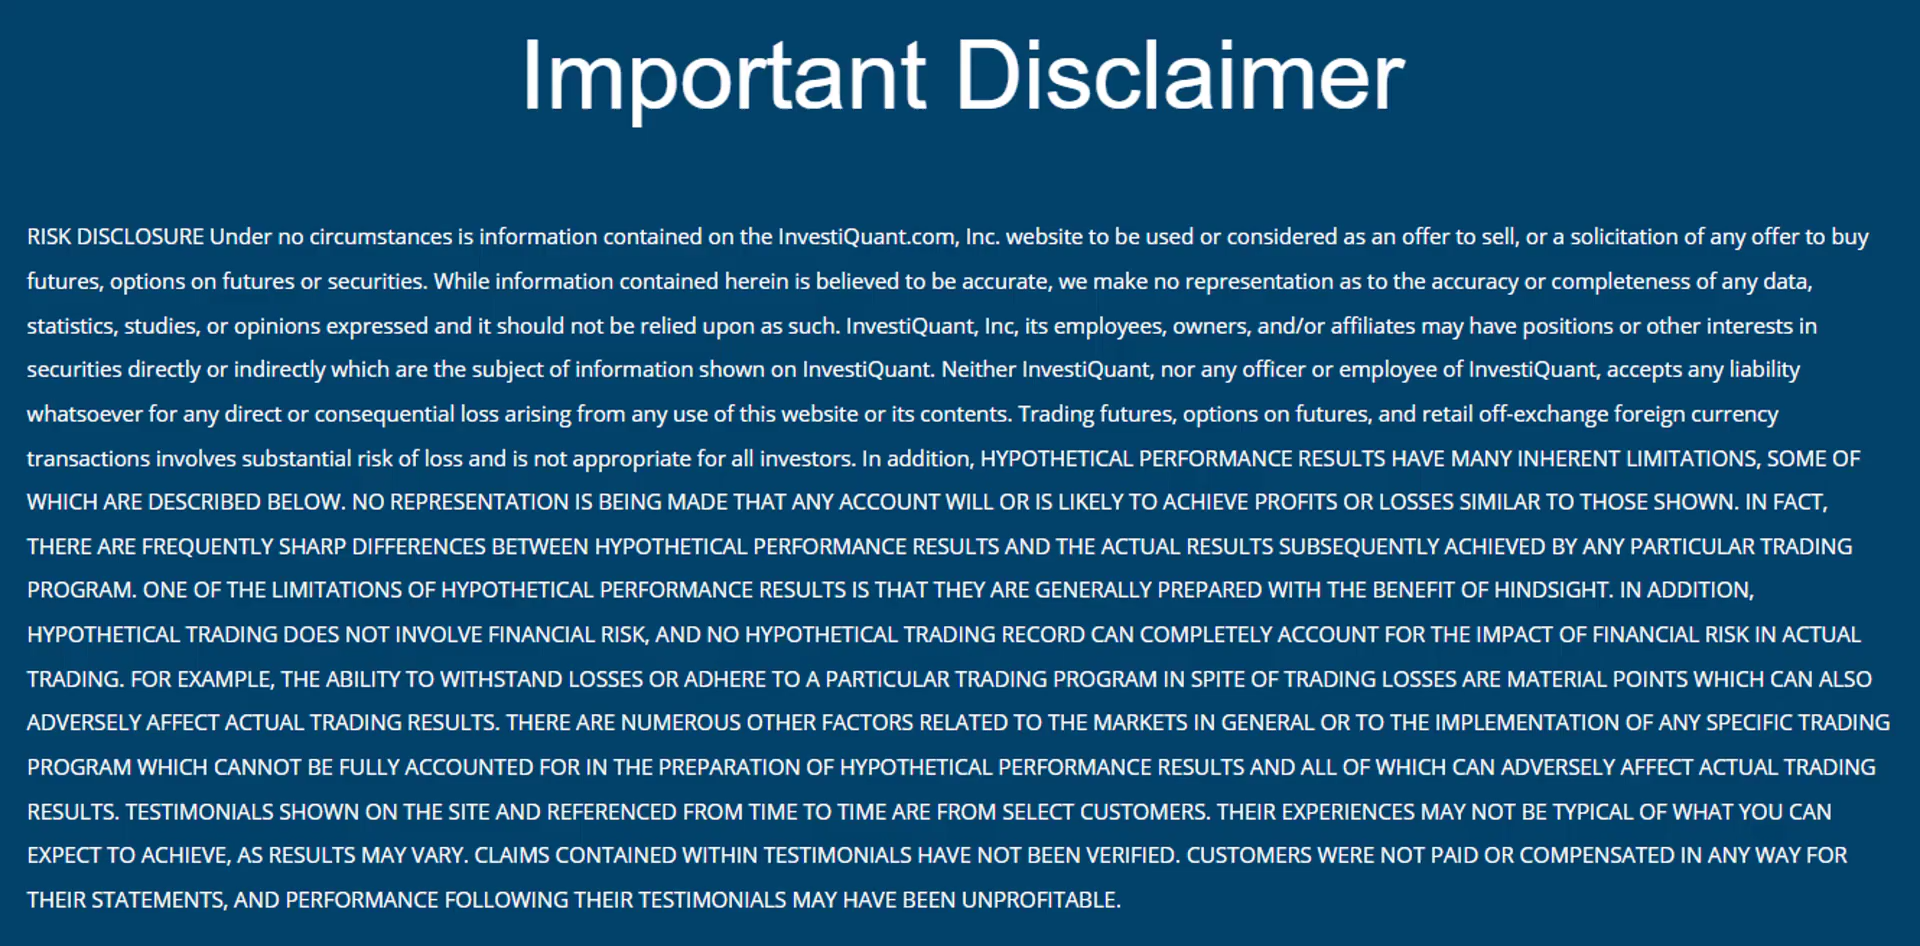 Important Disclaimer
RISK DISCLOSURE Under no circumstances is information contained on the InvestiQuant.com, Inc. website to be used or considered as an offer to sell, or a solicitation of any offer to buy
futures, options on futures or securities. While information contained herein is believed to be accurate, we make no representation as to the accuracy or completeness of any data,
statistics, studies, or opinions expressed and it should not be relied upon as such. InvestiQuant, Inc, its employees, owners, and/or affiliates may have positions or other interests in
securities directly or indirectly which are the subject of information shown on InvestiQuant. Neither InvestiQuant, nor any officer or employee of InvestiQuant, accepts any liability
whatsoever for any direct or consequential loss arising from any use of this website or its contents. Trading futures, options on futures, and retail off-exchange foreign currency
transactions involves substantial risk of loss and is not appropriate for all investors. In addition, HYPOTHETICAL PERFORMANCE RESULTS HAVE MANY INHERENT LIMITATIONS, SOME OF
WHICH ARE DESCRIBED BELOW. NO REPRESENTATION IS BEING MADE THAT ANY ACCOUNT WILL OR IS LIKELY TO ACHIEVE PROFITS OR LOSSES SIMILAR TO THOSE SHOWN. IN FACT,
THERE ARE FREQUENTLY SHARP DIFFERENCES BETWEEN HYPOTHETICAL PERFORMANCE RESULTS AND THE ACTUAL RESULTS SUBSEQUENTLY ACHIEVED BY ANY PARTICULAR TRADING
PROGRAM. ONE OF THE LIMITATIONS OF HYPOTHETICAL PERFORMANCE RESULTS IS THAT THEY ARE GENERALLY PREPARED WITH THE BENEFIT OF HINDSIGHT. IN ADDITION,
HYPOTHETICAL TRADING DOES NOT INVOLVE FINANCIAL RISK, AND NO HYPOTHETICAL TRADING RECORD CAN COMPLETELY ACCOUNT FOR THE IMPACT OF FINANCIAL RISK IN ACTUAL
TRADING. FOR EXAMPLE, THE ABILITY TO WITHSTAND LOSSES OR ADHERE TO A PARTICULAR TRADING PROGRAM IN SPITE OF TRADING LOSSES ARE MATERIAL POINTS WHICH CAN ALSO
ADVERSELY AFFECT ACTUAL TRADING RESULTS. THERE ARE NUMEROUS OTHER FACTORS RELATED TO THE MARKETS IN GENERAL OR TO THE IMPLEMENTATION OF ANY SPECIFIC TRADING
PROGRAM WHICH CANNOT BE FULLY ACCOUNTED FOR IN THE PREPARATION OF HYPOTHETICAL PERFORMANCE RESULTS AND ALL OF WHICH CAN ADVERSELY AFFECT ACTUAL TRADING
RESULTS. TESTIMONIALS SHOWN ON THE SITE AND REFERENCED FROM TIME TO TIME ARE FROM SELECT CUSTOMERS. THEIR EXPERIENCES MAY NOT BE TYPICAL OF WHAT YOU CAN
EXPECT TO ACHIEVE, AS RESULTS MAY VARY. CLAIMS CONTAINED WITHIN TESTIMONIALS HAVE NOT BEEN VERIFIED. CUSTOMERS WERE NOT PAID OR COMPENSATED IN ANY WAY FOR
THEIR STATEMENTS, AND PERFORMANCE FOLLOWING THEIR TESTIMONIALS MAY HAVE BEEN UNPROFITABLE.